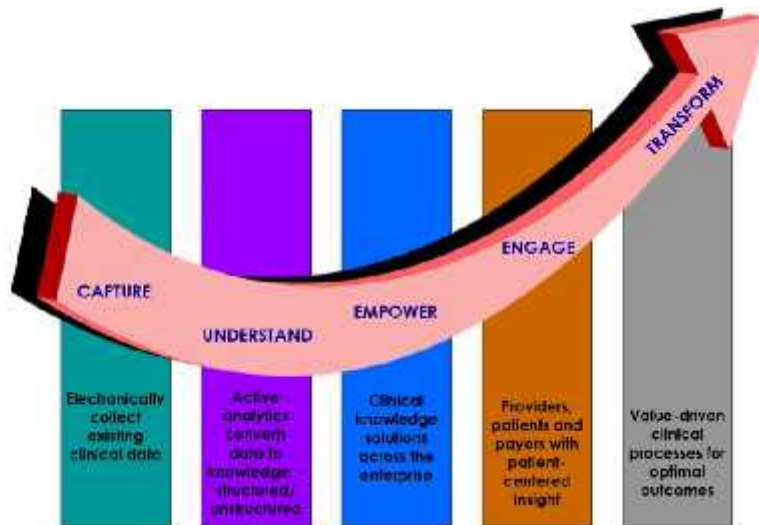 CAPTURE
UNDERSTAND
EMPOWER
ENGAGE
TRANSFORM
Electronically
collect
existing
clinical data
Active
analytics
converts
data to
knowledge -
structured/
unstructured
Clinical
knowledge
solutions
across the
enterprise
Providers,
patients and
payers with
patient-
centered
insight
Value-driven
clinical
processes for
optimal
outcomes